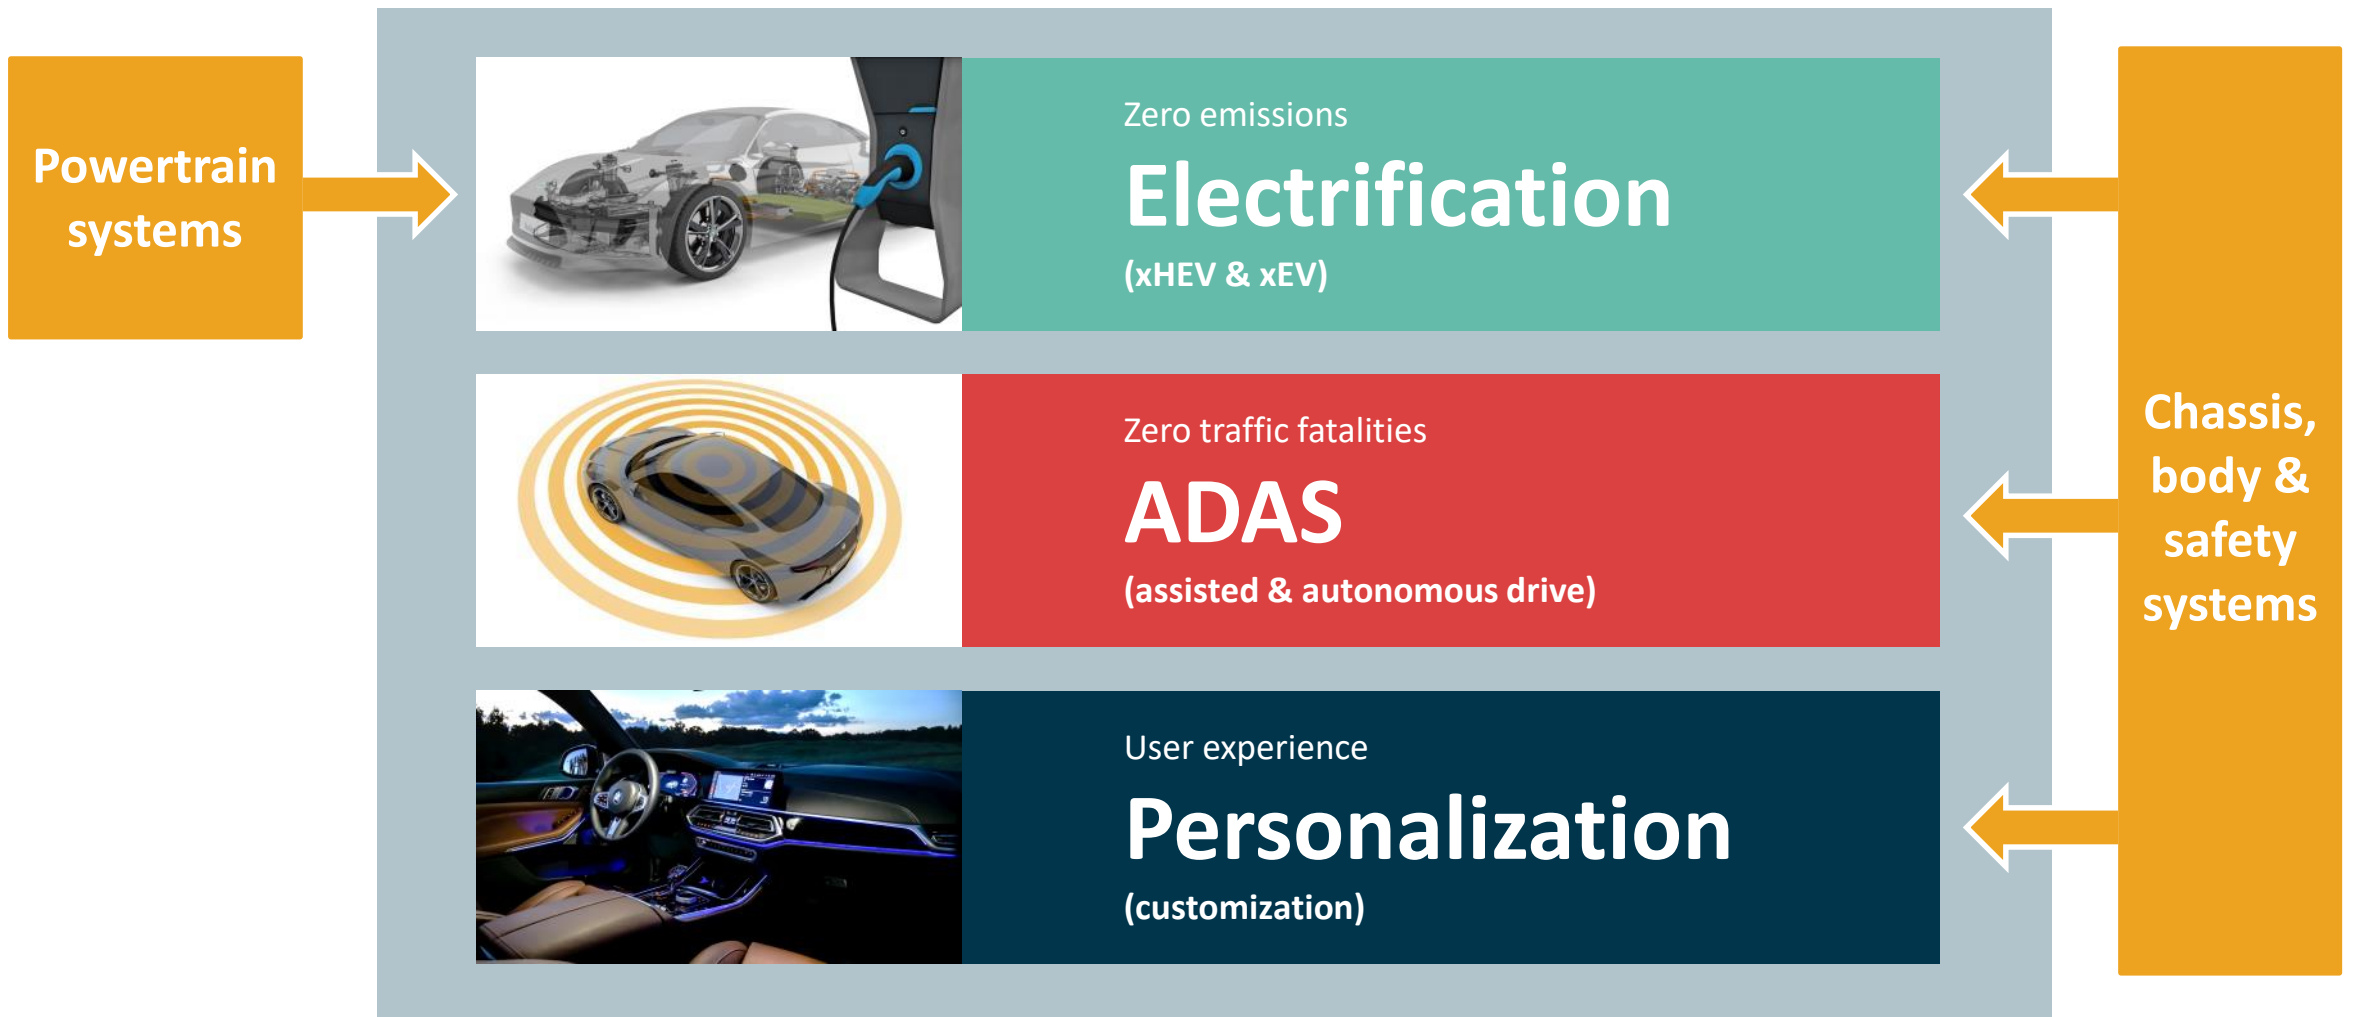 Powertrain
systems
Zero emissions
Electrification
(xHEV & xEV)
Zero traffic fatalities
ADAS
(assisted & autonomous drive)
User experience
Personalization
(customization)
Chassis,
body &
safety
systems